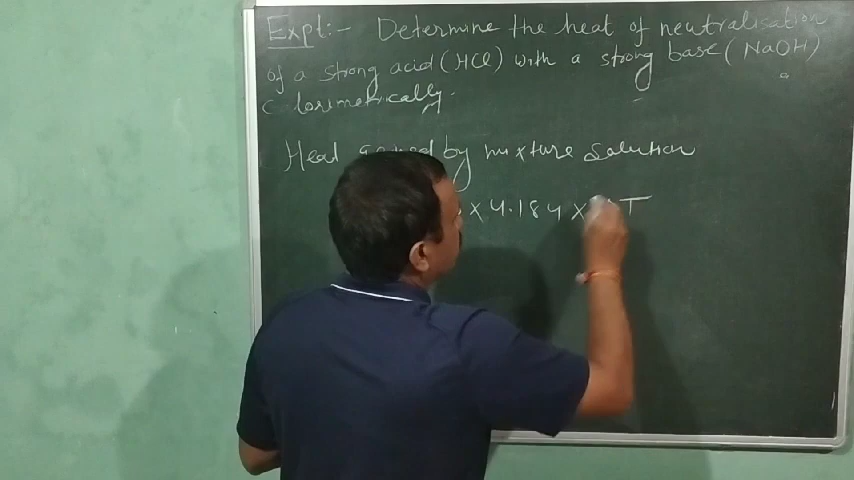 Expt:- Determine the heat of neutralisation
of a strong acid (HCl) with a strong base (NaOH)
C lorimetrically.
Heat by mixture solution
× 4.184 × T